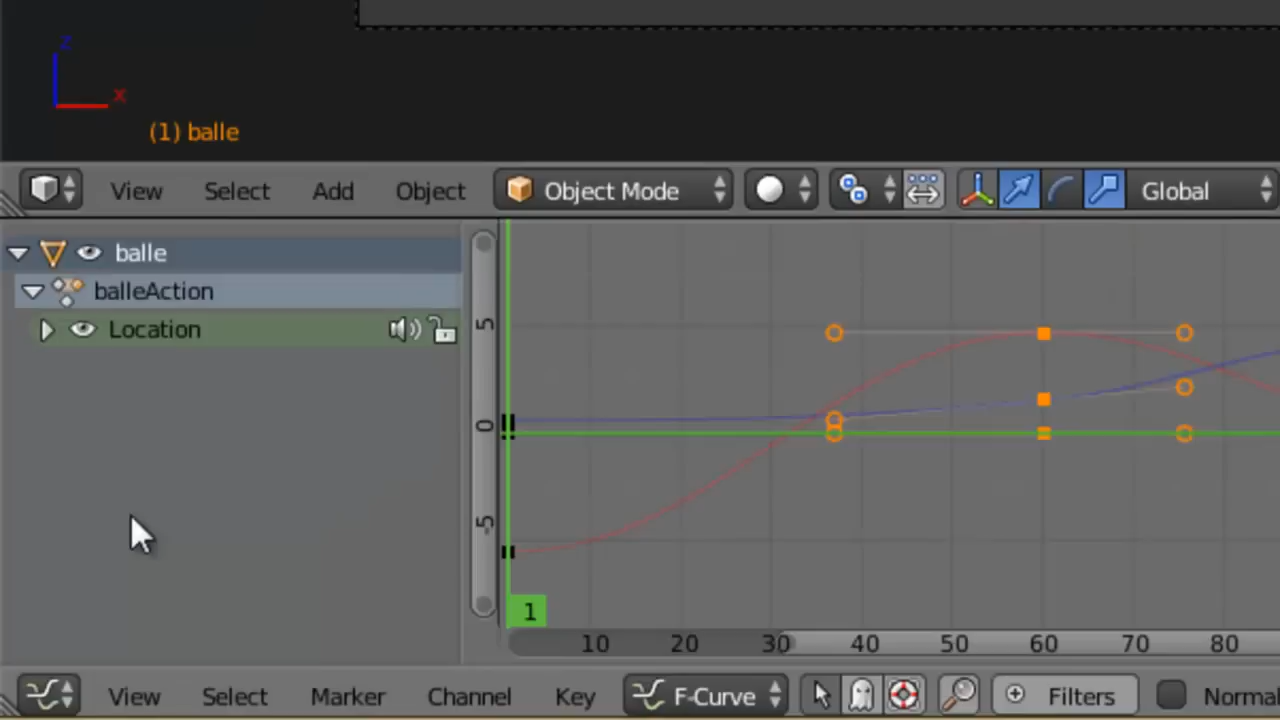 z
x
(1) balle
View Select Add Object Object Mode Global
balle
balleAction
Location
5
0
-5
1
10 20 30 40 50 60 70 80
View Select Marker Channel Key F-Curve Filters Norma